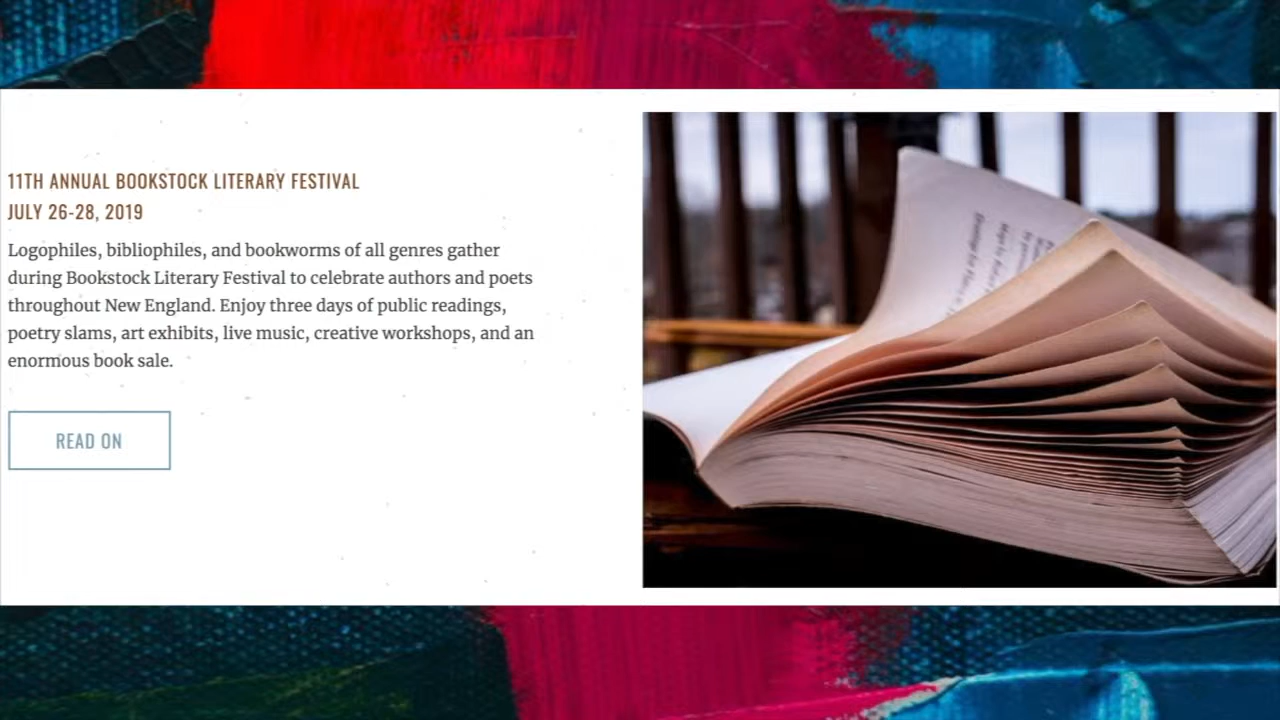 11TH ANNUAL BOOKSTOCK LITERARY FESTIVAL
JULY 26-28, 2019
Logophiles, bibliophiles, and bookworms of all genres gather
during Bookstock Literary Festival to celebrate authors and poets
throughout New England. Enjoy three days of public readings,
poetry slams, art exhibits, live music, creative workshops, and an
enormous book sale.
READ ON